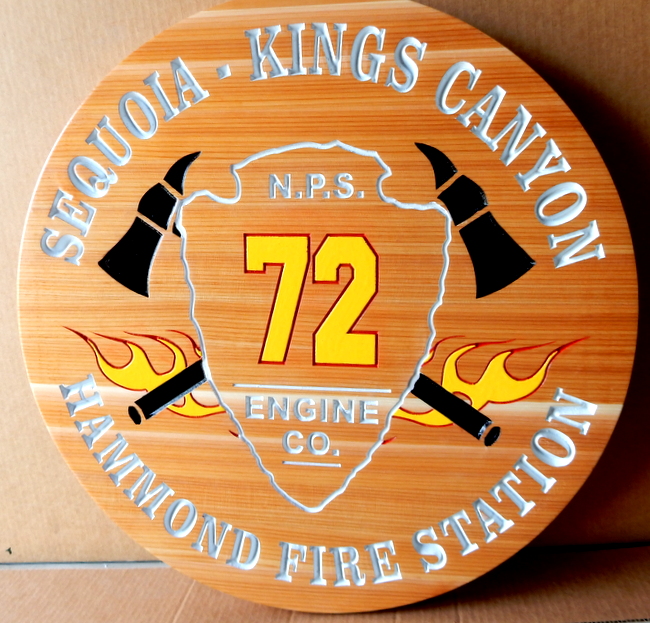 SEQUOIA - KINGS CANYON
N.P.S.
72
ENGINE
CO.
HAMMOND FIRE STATION